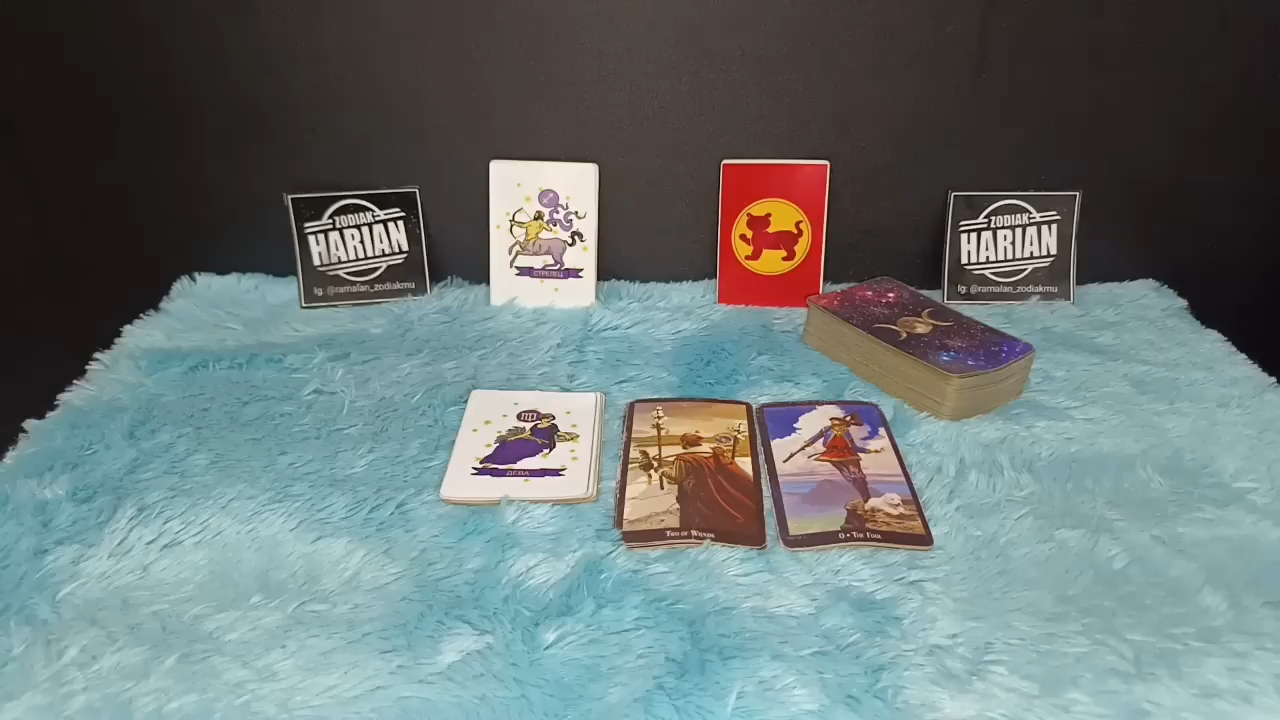 ZODIAK
HARIAN
Ig: @ramalan_zodiakmu
СТРЕЛЕЦ
ZODIAK
HARIAN
Ig: @ramalan_zodiakmu
ДЕВА
TWO OF WANDS
0 • THE FOOL